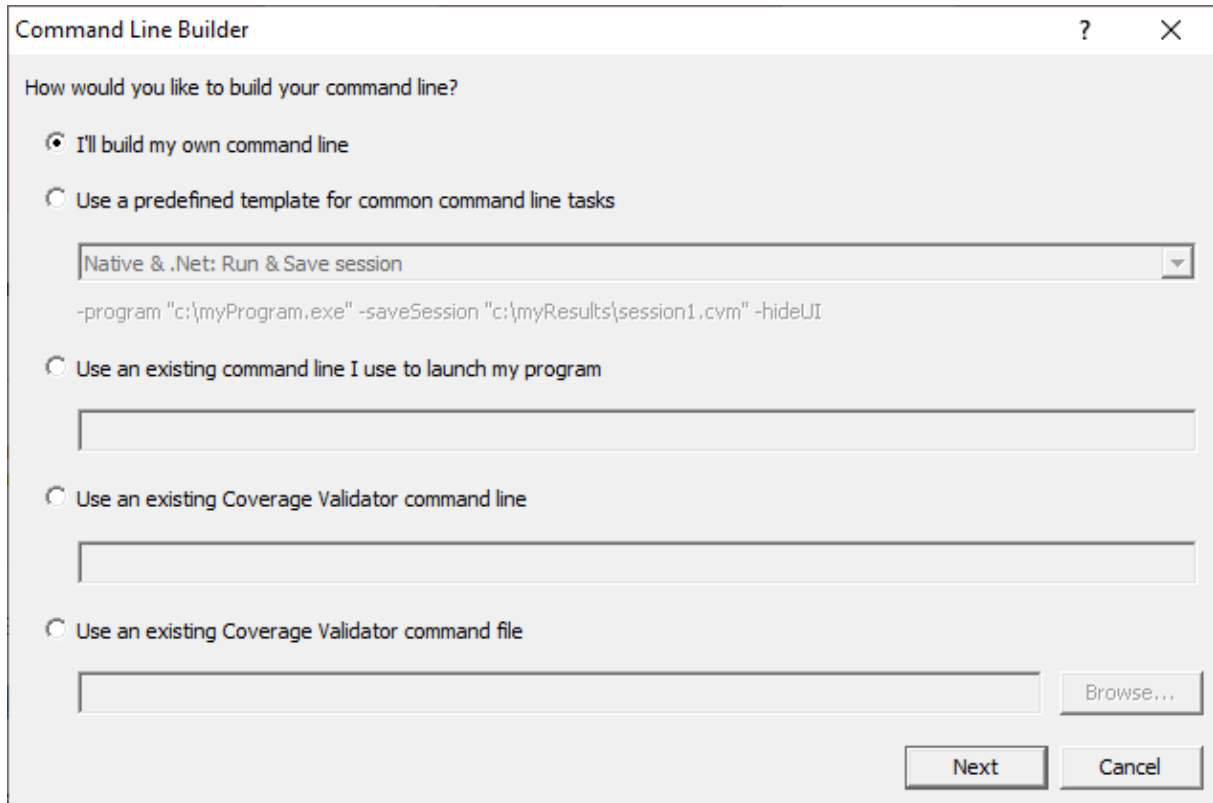 Command Line Builder ?
How would you like to build your command line?
I'll build my own command line
Use a predefined template for common command line tasks
Native & .Net: Run & Save session
-program "c:\myProgram.exe" -saveSession "c:\myResults\session1.cvm" -hideUI
Use an existing command line I use to launch my program
Use an existing Coverage Validator command line
Use an existing Coverage Validator command file
Browse...
Next Cancel